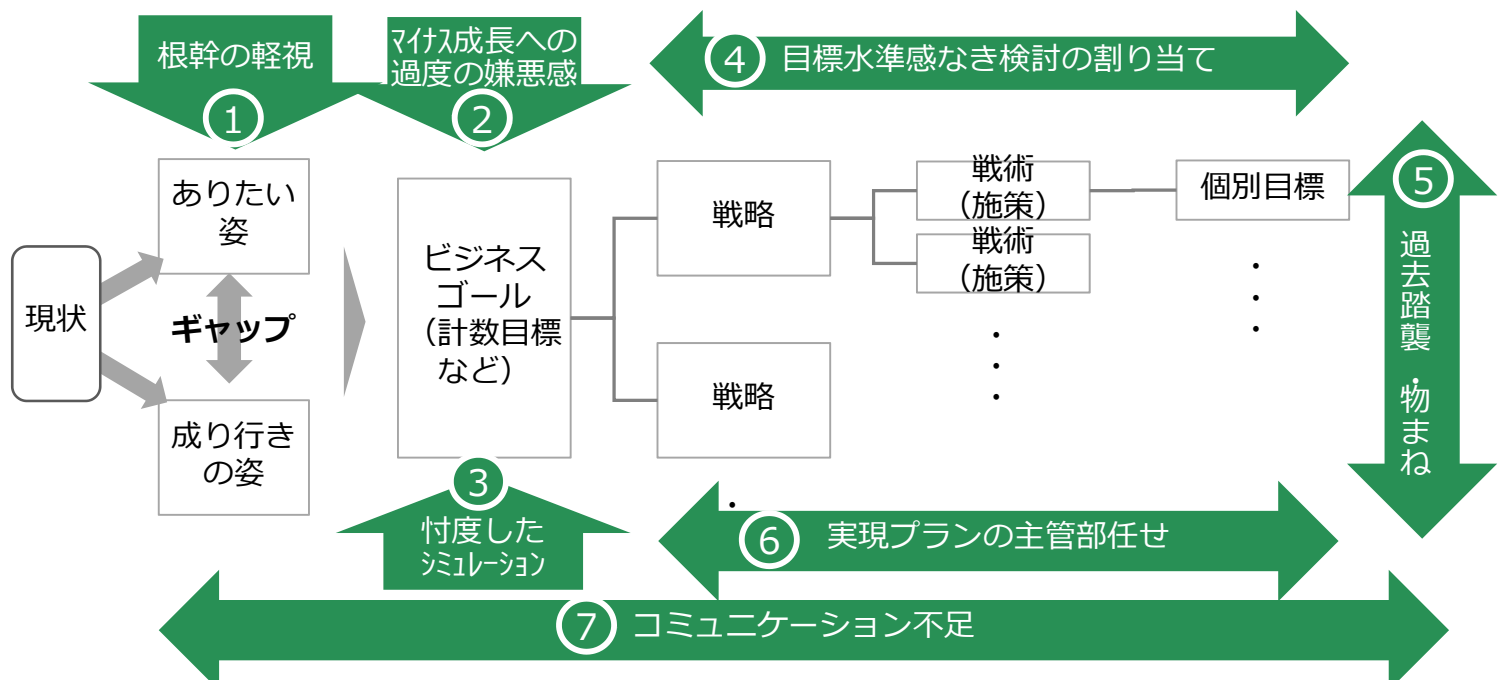 根幹の軽視
①
ﾏｲﾅｽ成長への
過度の嫌悪感
②
④ 目標水準感なき検討の割り当て
現状
ありたい
姿
ギャップ
成り行き
の姿
ビジネス
ゴール
（計数目標
など）
戦略
戦略
戦術
（施策）
戦術
（施策）
・
・
・
個別目標
・
・
・
⑤
過去踏襲・物まね
③
忖度した
ｼﾐｭﾚｰｼｮﾝ
・
⑥ 実現プランの主管部任せ
⑦ コミュニケーション不足